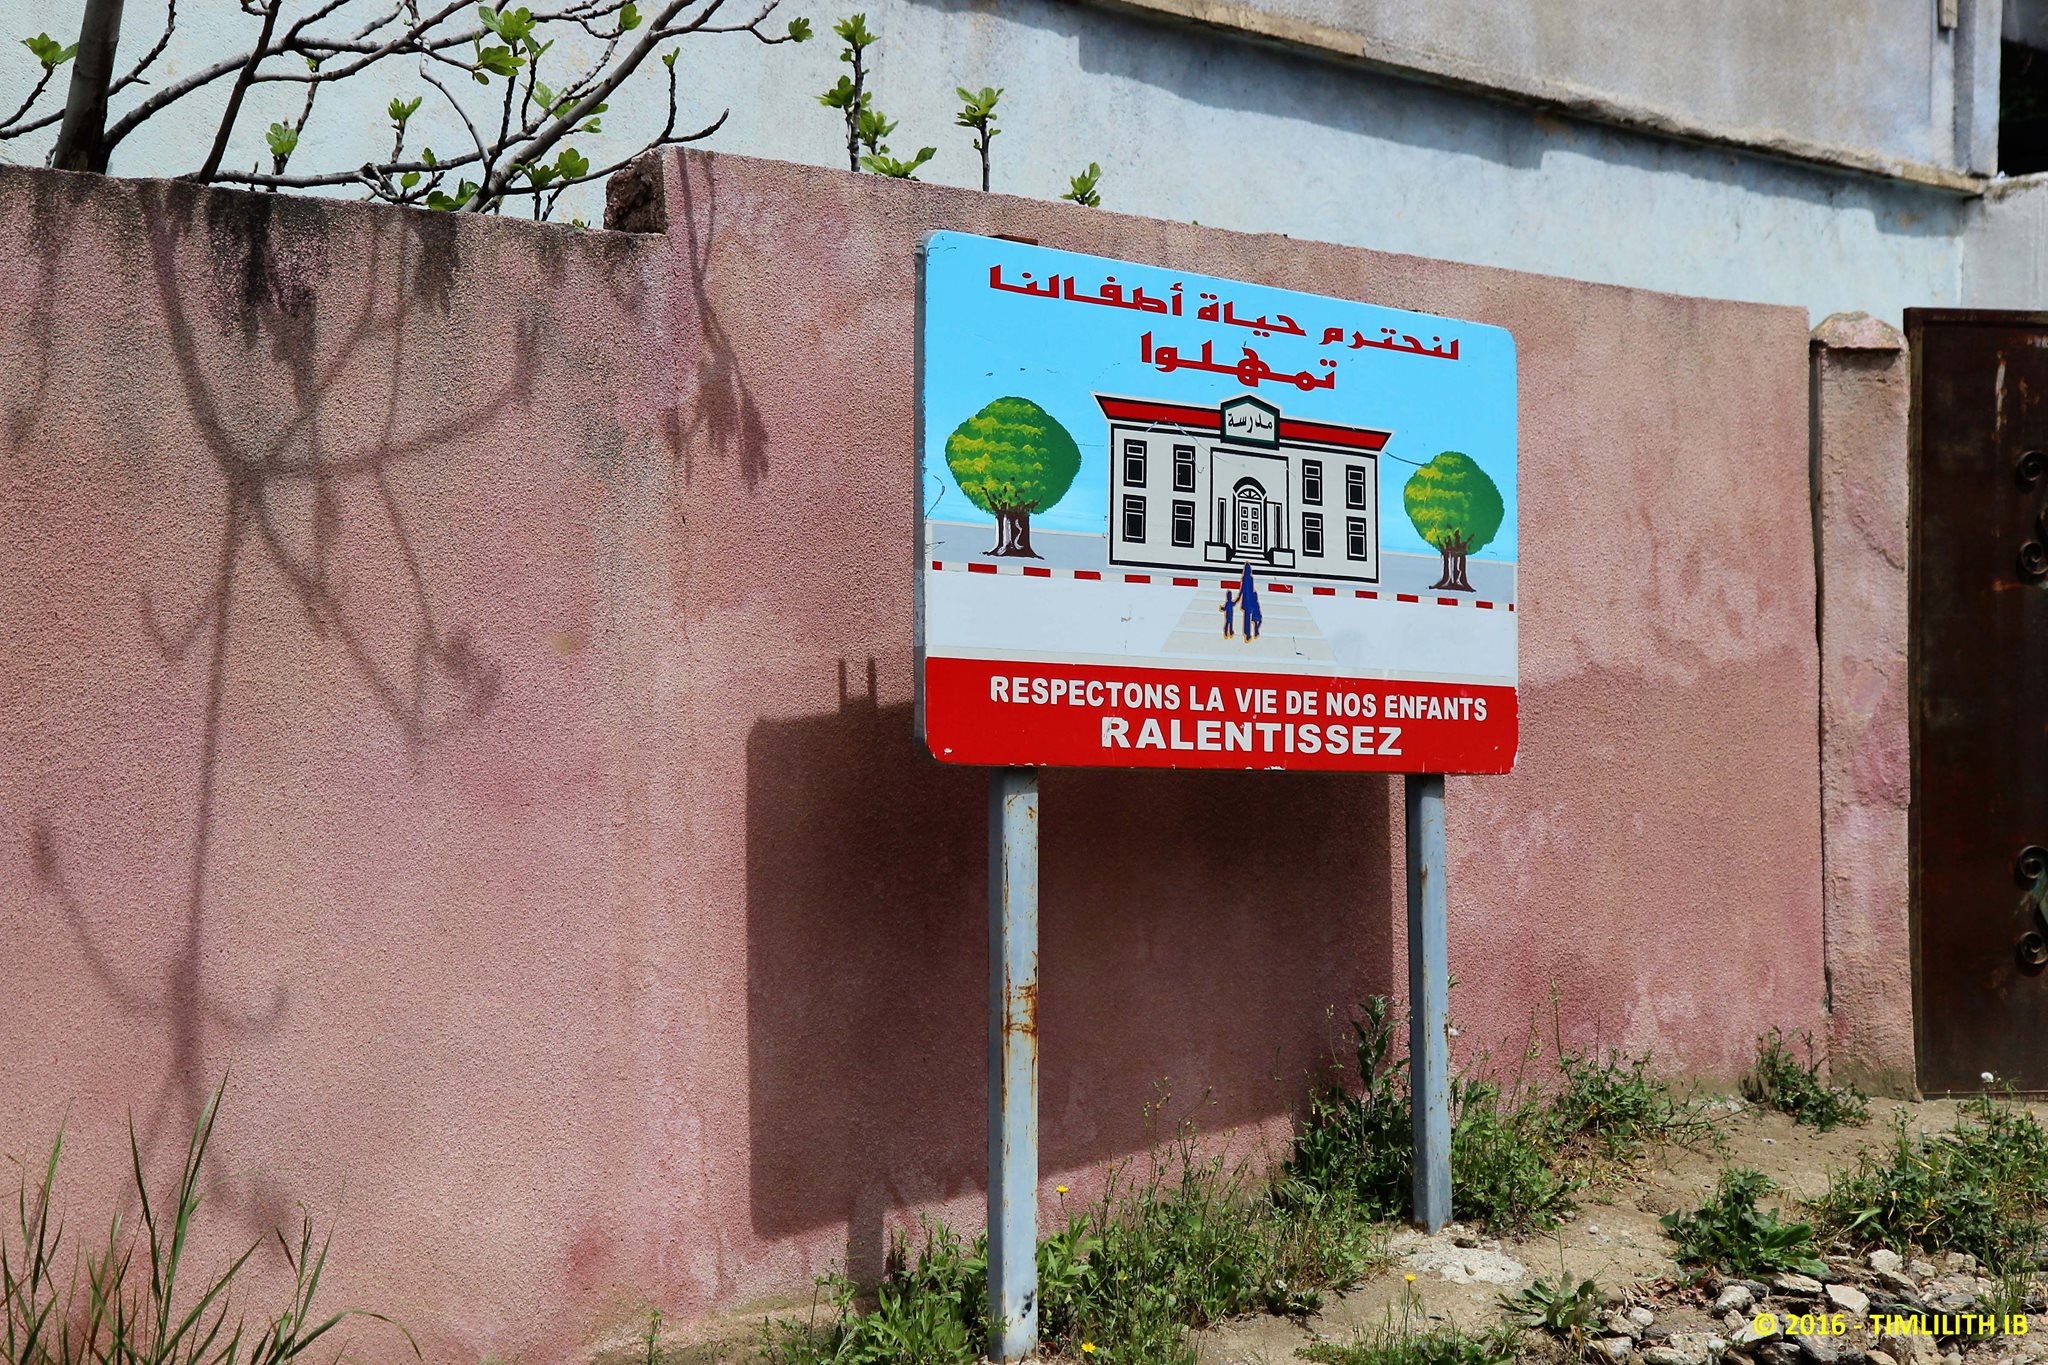 لنحترم حياة أطفالنا
تمهلوا
مدرسة
RESPECTONS LA VIE DE NOS ENFANTS
RALENTISSEZ
© 2016 - TIMLILITH IB